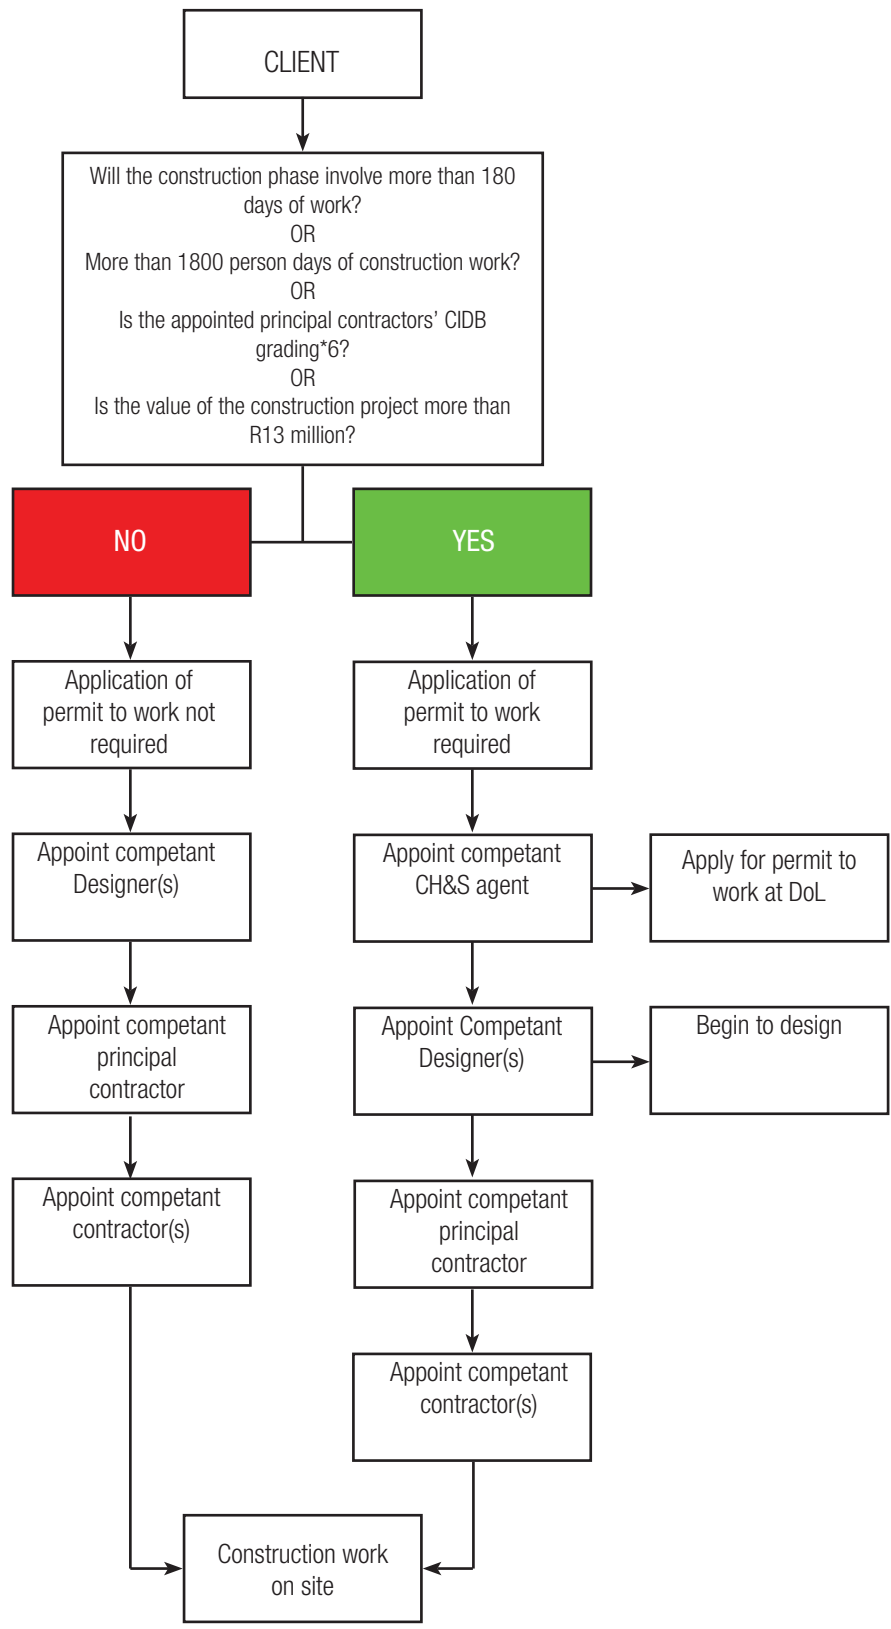 CLIENT
Will the construction phase involve more than 180
days of work?
OR
More than 1800 person days of construction work?
OR
Is the appointed principal contractors’ CIDB
grading*6?
OR
Is the value of the construction project more than
R13 million?
NO
YES
Application of
permit to work not
required
Application of
permit to work
required
Appoint competant
Designer(s)
Appoint competant
CH&S agent
Apply for permit to
work at DoL
Appoint competant
principal
contractor
Appoint Competant
Designer(s)
Begin to design
Appoint competant
contractor(s)
Appoint competant
principal
contractor
Appoint competant
contractor(s)
Construction work
on site